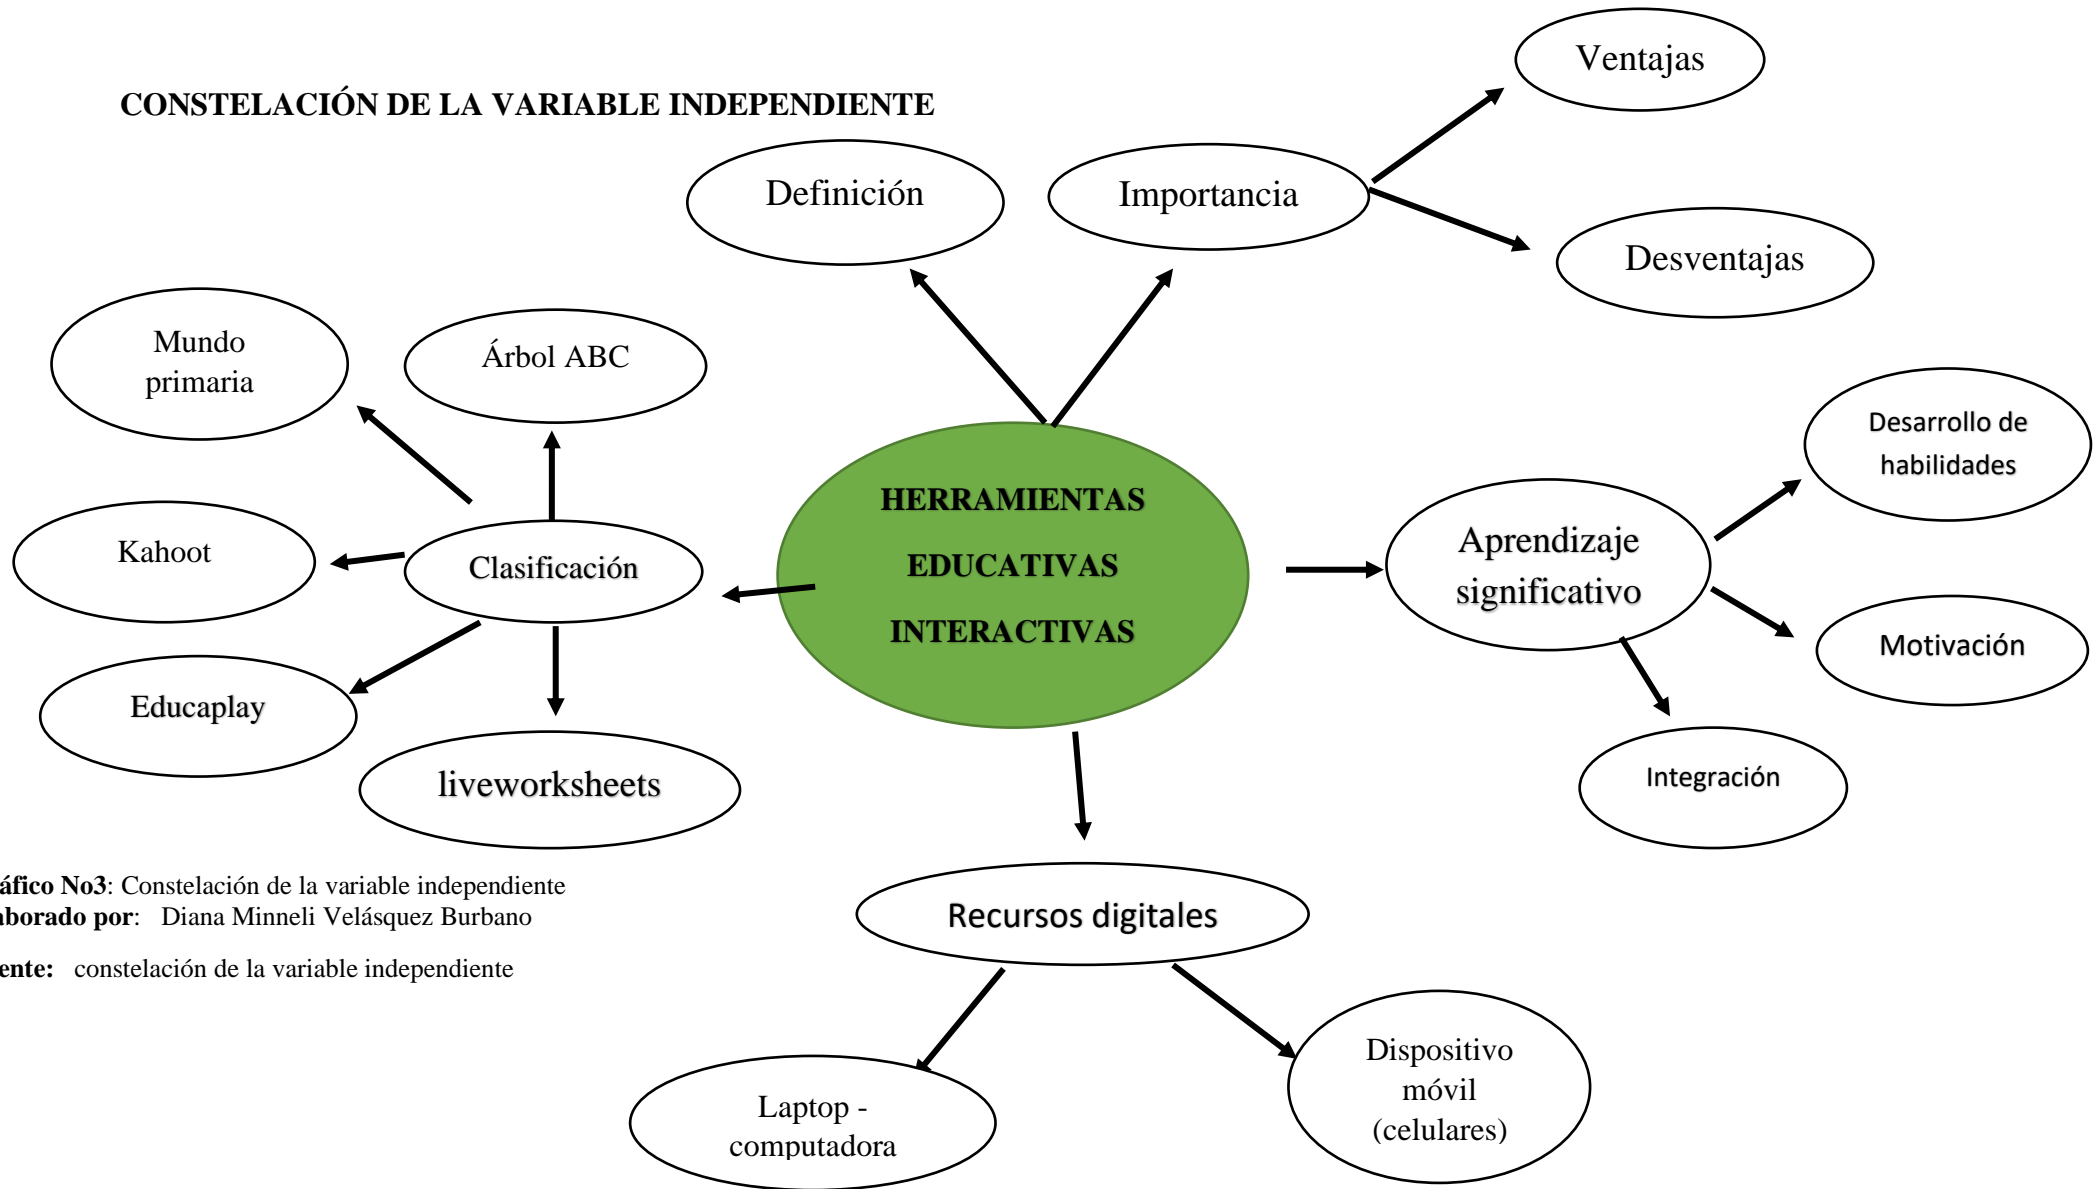 CONSTELACIÓN DE LA VARIABLE INDEPENDIENTE
Ventajas
Definición
Importancia
Desventajas
Mundo
primaria
Árbol ABC
Desarrollo de
habilidades
HERRAMIENTAS
EDUCATIVAS
INTERACTIVAS
Aprendizaje
significativo
Kahoot
Clasificación
Motivación
Educaplay
liveworksheets
Integración
áfico No3: Constelación de la variable independiente
aborado por: Diana Minneli Velásquez Burbano
ente: constelación de la variable independiente
Recursos digitales
Laptop -
computadora
Dispositivo
móvil
(celulares)